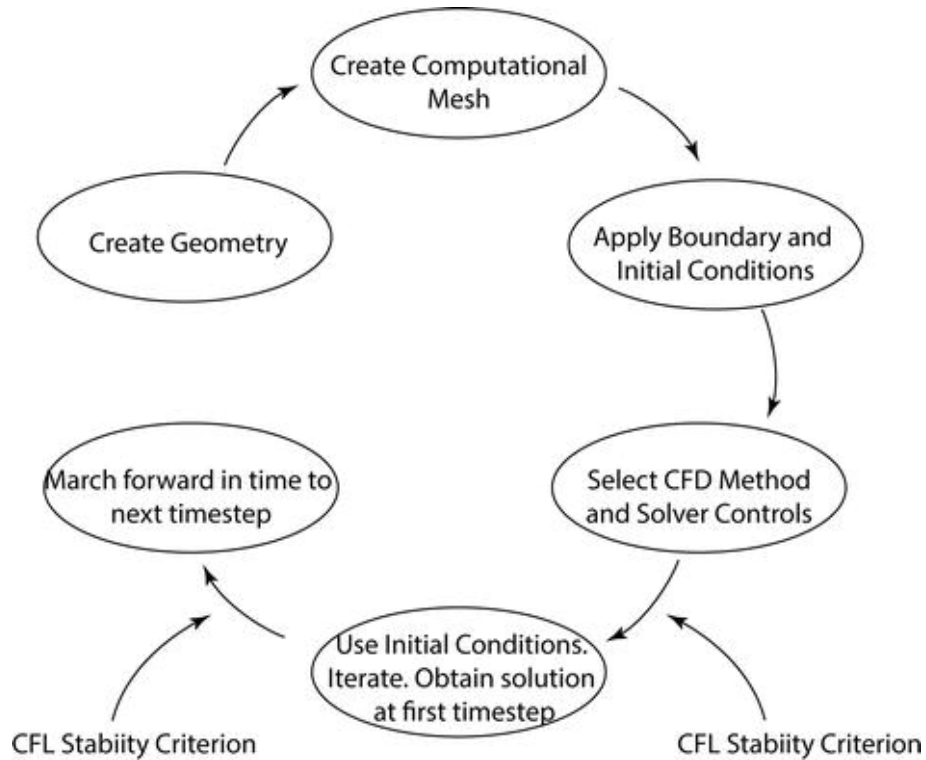 Create Computational
Mesh
Create Geometry
Apply Boundary and
Initial Conditions
March forward in time to
next timestep
Select CFD Method
and Solver Controls
Use Initial Conditions.
Iterate. Obtain solution
at first timestep
CFL Stabiity Criterion
CFL Stabiity Criterion